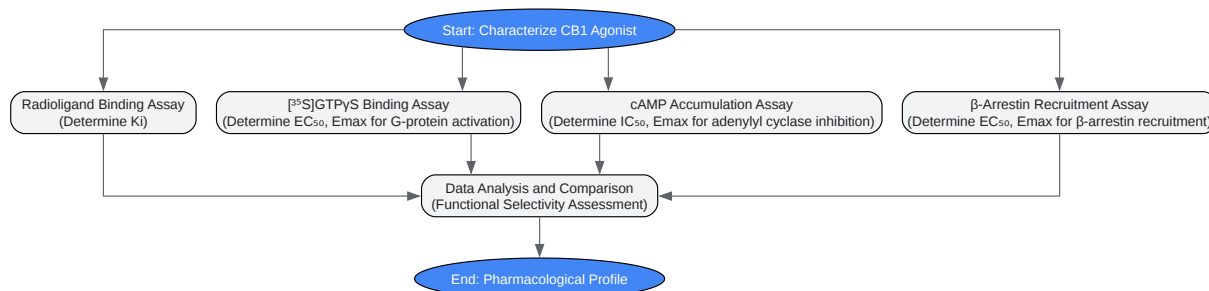 Start: Characterize CB1 Agonist
Radioligand Binding Assay
(Determine Ki)
[³⁵S]GTPγS Binding Assay
(Determine EC₅₀, Emax for G-protein activation)
cAMP Accumulation Assay
(Determine IC₅₀, Emax for adenylyl cyclase inhibition)
β-Arrestin Recruitment Assay
(Determine EC₅₀, Emax for β-arrestin recruitment)
Data Analysis and Comparison
(Functional Selectivity Assessment)
End: Pharmacological Profile